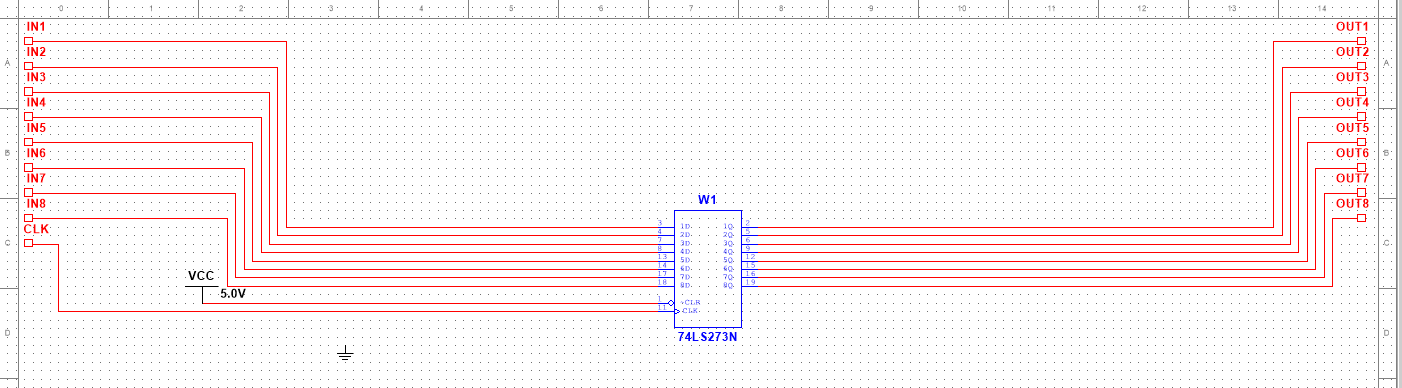 0 1 2 3 4 5 6 7 8 9 10 11 12 13 14
IN1 OUT1
IN2 OUT2
A A
IN3 OUT3
IN4 OUT4
IN5 OUT5
B B
IN6 OUT6
IN7 OUT7
W1
IN8 OUT8
3 1D 1Q 2
CLK
4 2D 2Q 5
C 7 3D 3Q 6 C
8 4D 4Q 9
13 5D 5Q 12
14 6D 6Q 15
VCC 17 7D 7Q 16
18 8D 8Q 19
5.0V
1 ~CLR
11 CLK
D D
74LS273N